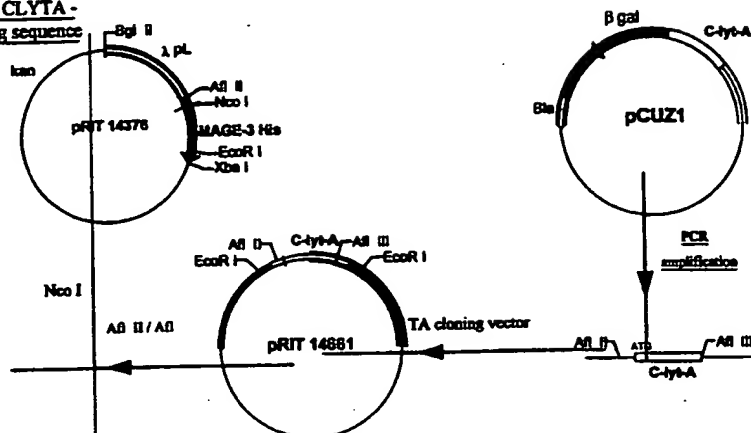 CLYTA -
g sequence
Bgl II
λ pL
kan
Afl II
Nco I
pRIT 14376
MAGE-3 His
EcoR I
Xba I
β gal
C-lyt-A
Bla
pCUZ1
PCR
amplification
Afl II
C-lyt-A
Afl III
EcoR I
EcoR I
Nco I
Afl II / Afl
TA cloning vector
pRIT 14661
Afl II
ATG
Afl III
C-lyt-A